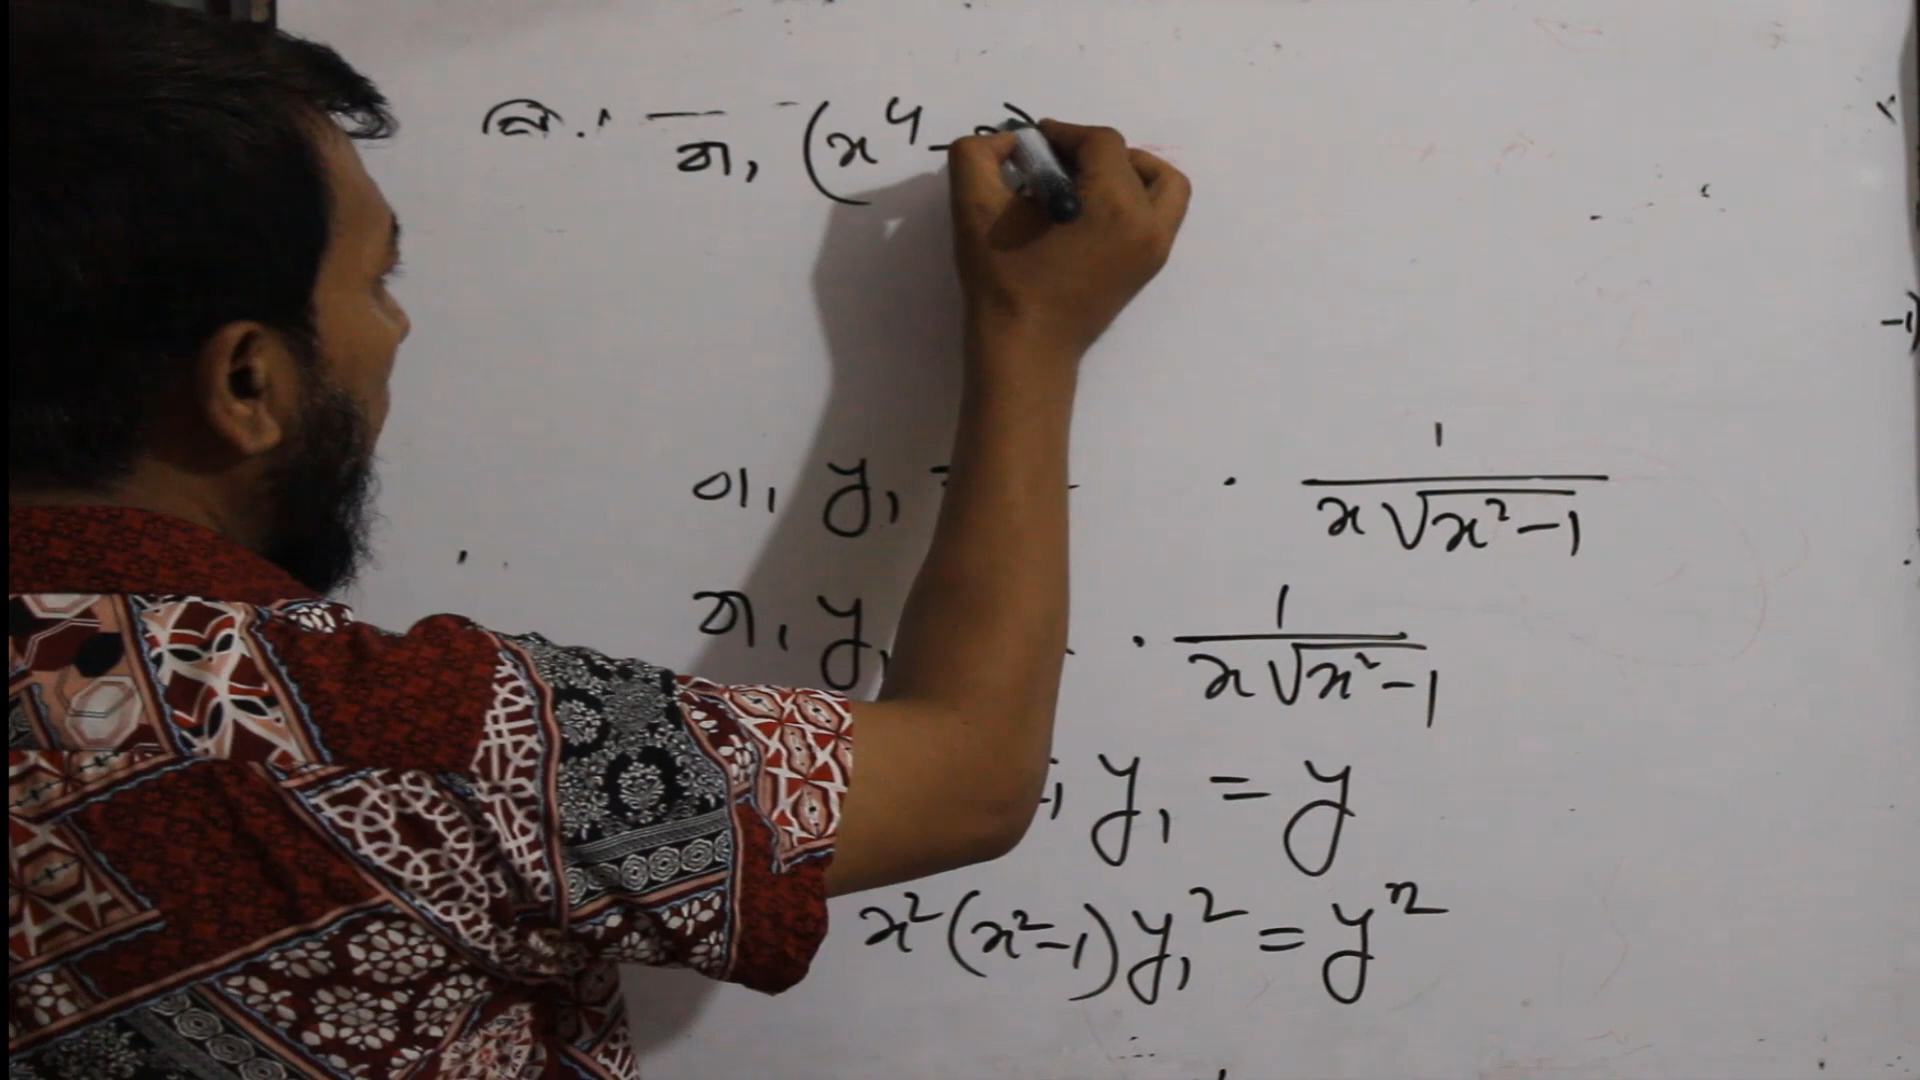 বা, (x⁴ -
বা, y₁ = · 1/(x√(x²-1))
বা, y₁ · 1/(x√(x²-1))
y₁ = y
x²(x²-1)y₁² = y²